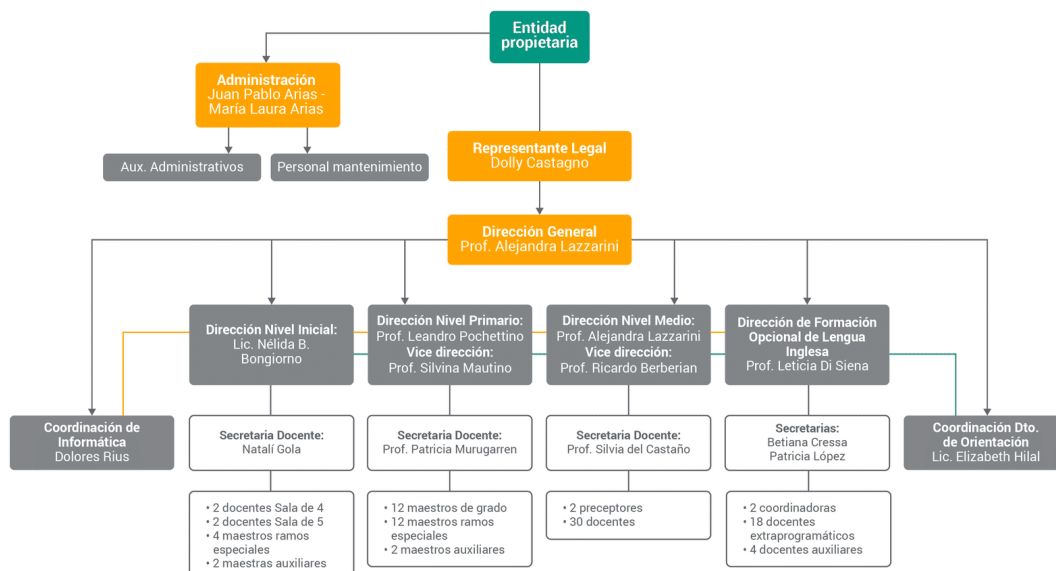 Entidad
propietaria
Administración
Juan Pablo Arias -
María Laura Arias
Aux. Administrativos
Personal mantenimiento
Representante Legal
Dolly Castagno
Dirección General
Prof. Alejandra Lazzarini
Dirección Nivel Inicial:
Lic. Nélida B.
Bongiorno
Dirección Nivel Primario:
Prof. Leandro Pochettino
Vice dirección:
Prof. Silvina Mautino
Dirección Nivel Medio:
Prof. Alejandra Lazzarini
Vice dirección:
Prof. Ricardo Berberian
Dirección de Formación
Opcional de Lengua
Inglesa
Prof. Leticia Di Siena
Coordinación de
Informática
Dolores Rius
Secretaria Docente:
Natalí Gola
Secretaria Docente:
Prof. Patricia Murugarren
Secretaria Docente:
Prof. Silvia del Castaño
Secretarias:
Betiana Cressa
Patricia López
Coordinación Dto.
de Orientación
Lic. Elizabeth Hilal
• 2 docentes Sala de 4
• 2 docentes Sala de 5
• 4 maestros ramos
especiales
• 2 maestras auxiliares
• 12 maestros de grado
• 12 maestros ramos
especiales
• 2 maestros auxiliares
• 2 preceptores
• 30 docentes
• 2 coordinadoras
• 18 docentes
extraprogramáticos
• 4 docentes auxiliares